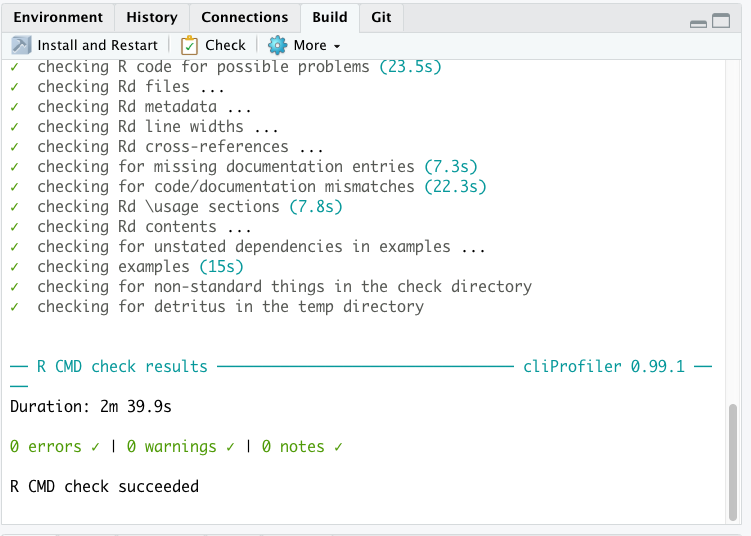 Environment History Connections Build Git
Install and Restart Check More
✓ checking R code for possible problems (23.5s)
✓ checking Rd files ...
✓ checking Rd metadata ...
✓ checking Rd line widths ...
✓ checking Rd cross-references ...
✓ checking for missing documentation entries (7.3s)
✓ checking for code/documentation mismatches (22.3s)
✓ checking Rd \usage sections (7.8s)
✓ checking Rd contents ...
✓ checking for unstated dependencies in examples ...
✓ checking examples (15s)
✓ checking for non-standard things in the check directory
✓ checking for detritus in the temp directory
── R CMD check results ───────────────────────────────── cliProfiler 0.99.1 ──
──
Duration: 2m 39.9s
0 errors ✓ | 0 warnings ✓ | 0 notes ✓
R CMD check succeeded